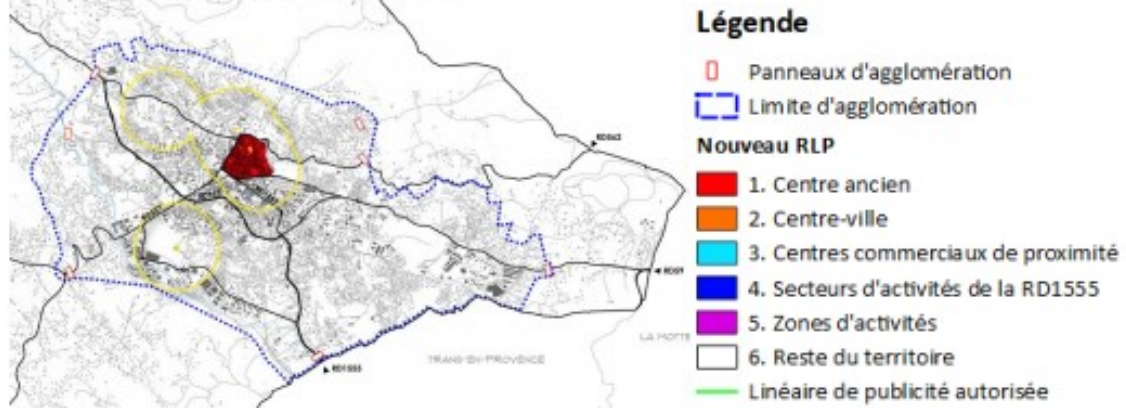 Légende
Panneaux d'agglomération
Limite d'agglomération
Nouveau RLP
1. Centre ancien
2. Centre-ville
3. Centres commerciaux de proximité
4. Secteurs d'activités de la RD1555
5. Zones d'activités
6. Reste du territoire
Linéaire de publicité autorisée
RD562
RD59
LA MOTTE
TRANS-EN-PROVENCE
RD1555